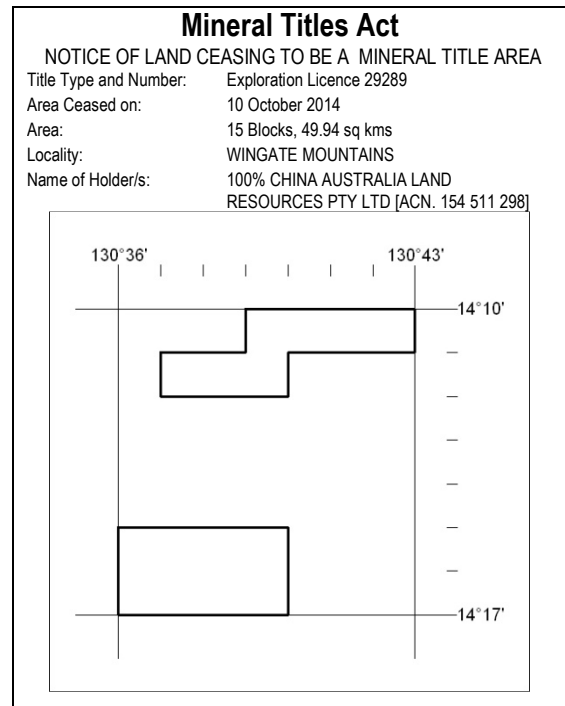 Mineral Titles Act
NOTICE OF LAND CEASING TO BE A MINERAL TITLE AREA
Title Type and Number: Exploration Licence 29289
Area Ceased on: 10 October 2014
Area: 15 Blocks, 49.94 sq kms
Locality: WINGATE MOUNTAINS
Name of Holder/s: 100% CHINA AUSTRALIA LAND
RESOURCES PTY LTD [ACN. 154 511 298]
130°36' 130°43'
14°10'
14°17'